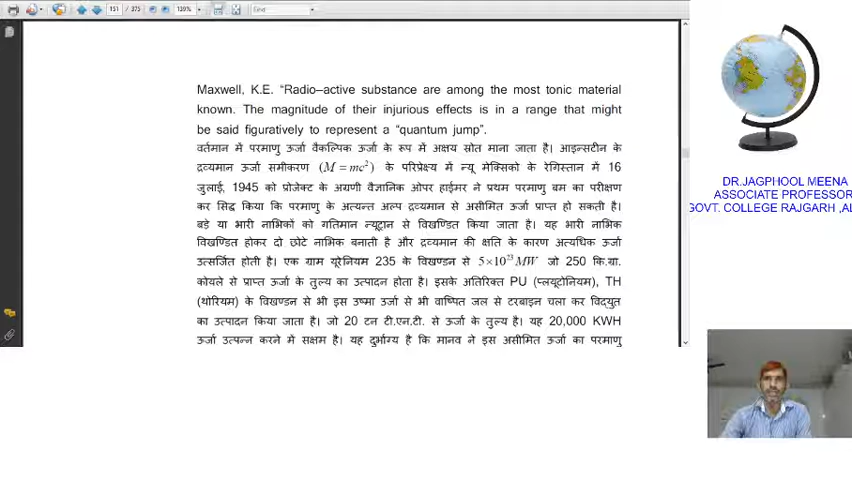 151 / 375 139% Find
Maxwell, K.E. “Radio–active substance are among the most tonic material
known. The magnitude of their injurious effects is in a range that might
be said figuratively to represent a “quantum jump”.
वर्तमान में परमाणु ऊर्जा वैकल्पिक ऊर्जा के रूप में अक्षय स्रोत माना जाता है। आइन्सटीन के
द्रव्यमान ऊर्जा समीकरण (M = mc²) के परिप्रेक्ष्य में न्यू मेक्सिको के रेगिस्तान में 16
जुलाई, 1945 को प्रोजेक्ट के अग्रणी वैज्ञानिक ओपर हाईमर ने प्रथम परमाणु बम का परीक्षण
कर सिद्ध किया कि परमाणु के अत्यन्त अल्प द्रव्यमान से असीमित ऊर्जा प्राप्त हो सकती है।
बड़े या भारी नाभिकों को गतिमान न्यूट्रान से विखण्डित किया जाता है। यह भारी नाभिक
विखण्डित होकर दो छोटे नाभिक बनाती है और द्रव्यमान की क्षति के कारण अत्यधिक ऊर्जा
उत्सर्जित होती है। एक ग्राम यूरेनियम 235 के विखण्डन से 5×10²³ MW जो 250 कि.ग्रा.
कोयले से प्राप्त ऊर्जा के तुल्य का उत्पादन होता है। इसके अतिरिक्त PU (प्लयूटोनियम), TH
(थोरियम) के विखण्डन से भी इस उष्मा उर्जा से भी वाष्पित जल से टरबाइन चला कर विद्युत
का उत्पादन किया जाता है। जो 20 टन टी.एन.टी. से ऊर्जा के तुल्य है। यह 20,000 KWH
ऊर्जा उत्पन्न करने में सक्षम है। यह दुर्भाग्य है कि मानव ने इस असीमित ऊर्जा का परमाणु
DR.JAGPHOOL MEENA
ASSOCIATE PROFESSOR
GOVT. COLLEGE RAJGARH ,AL